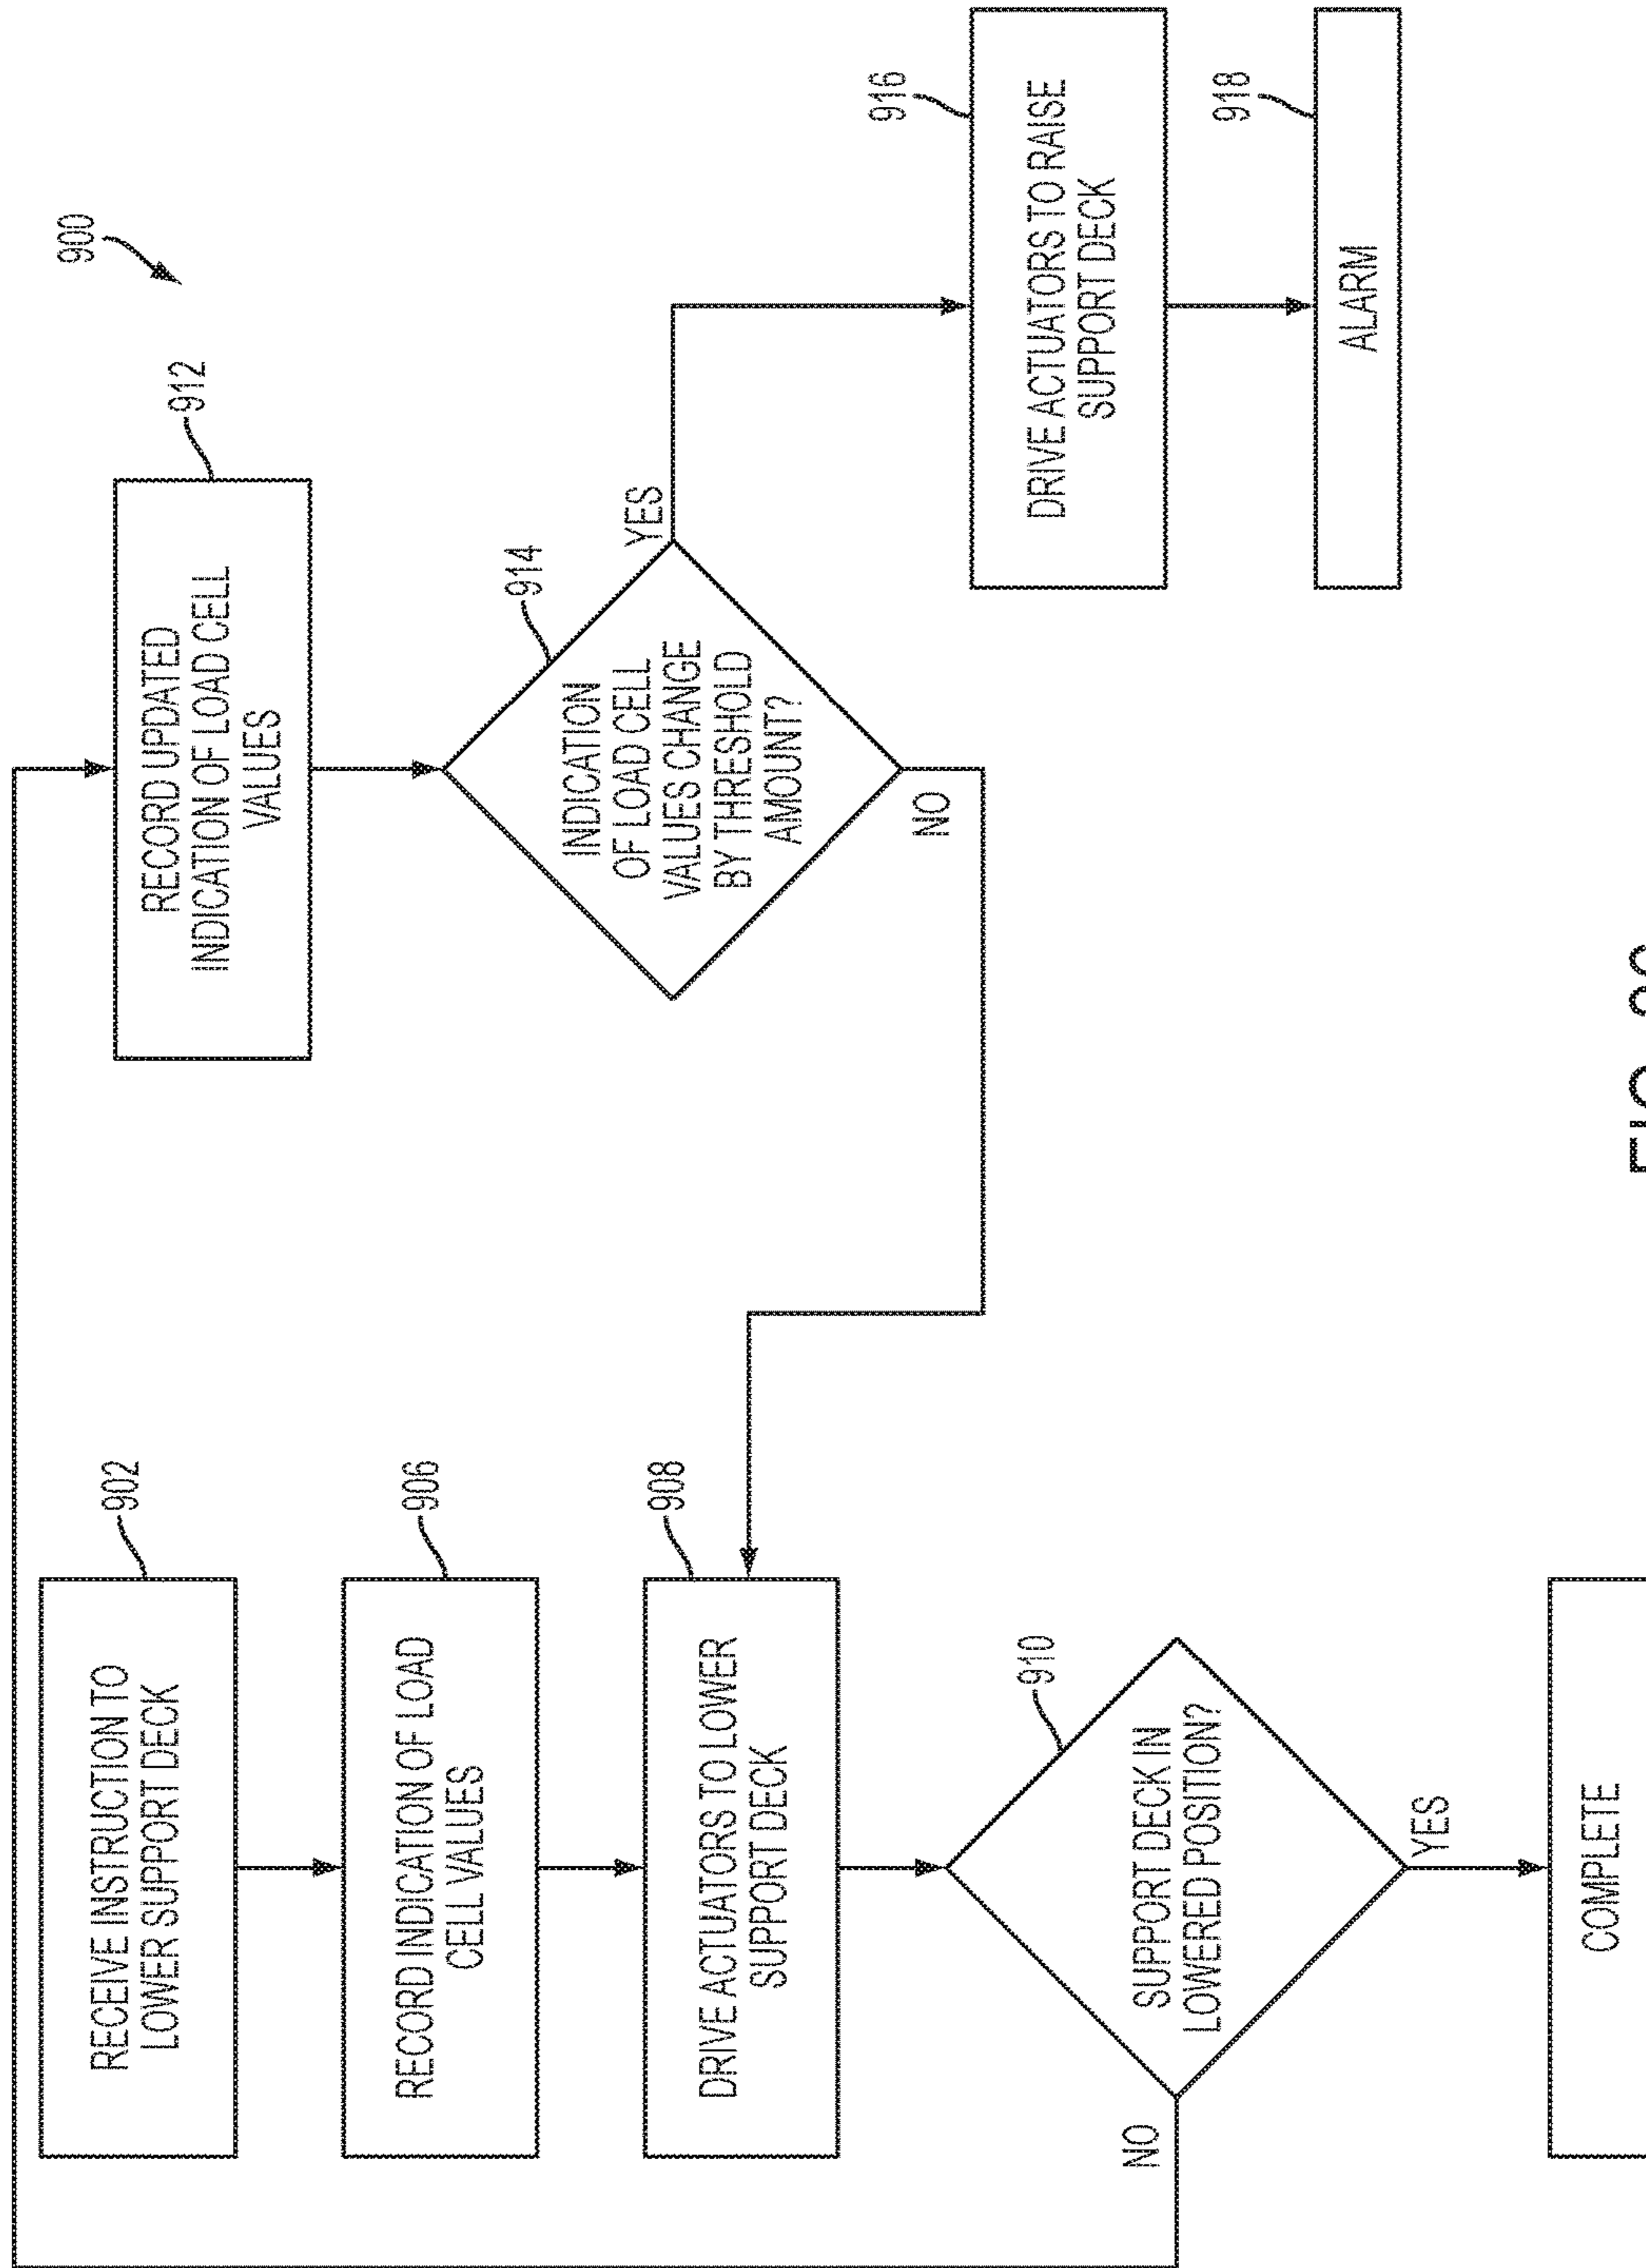 900
902
RECEIVE INSTRUCTION TO
LOWER SUPPORT DECK
906
RECORD INDICATION OF LOAD
CELL VALUES
908
DRIVE ACTUATORS TO LOWER
SUPPORT DECK
910
SUPPORT DECK IN
LOWERED POSITION?
NO
YES
COMPLETE
912
RECORD UPDATED
INDICATION OF LOAD CELL
VALUES
914
INDICATION
OF LOAD CELL
VALUES CHANGE
BY THRESHOLD
AMOUNT?
YES
NO
916
DRIVE ACTUATORS TO RAISE
SUPPORT DECK
918
ALARM